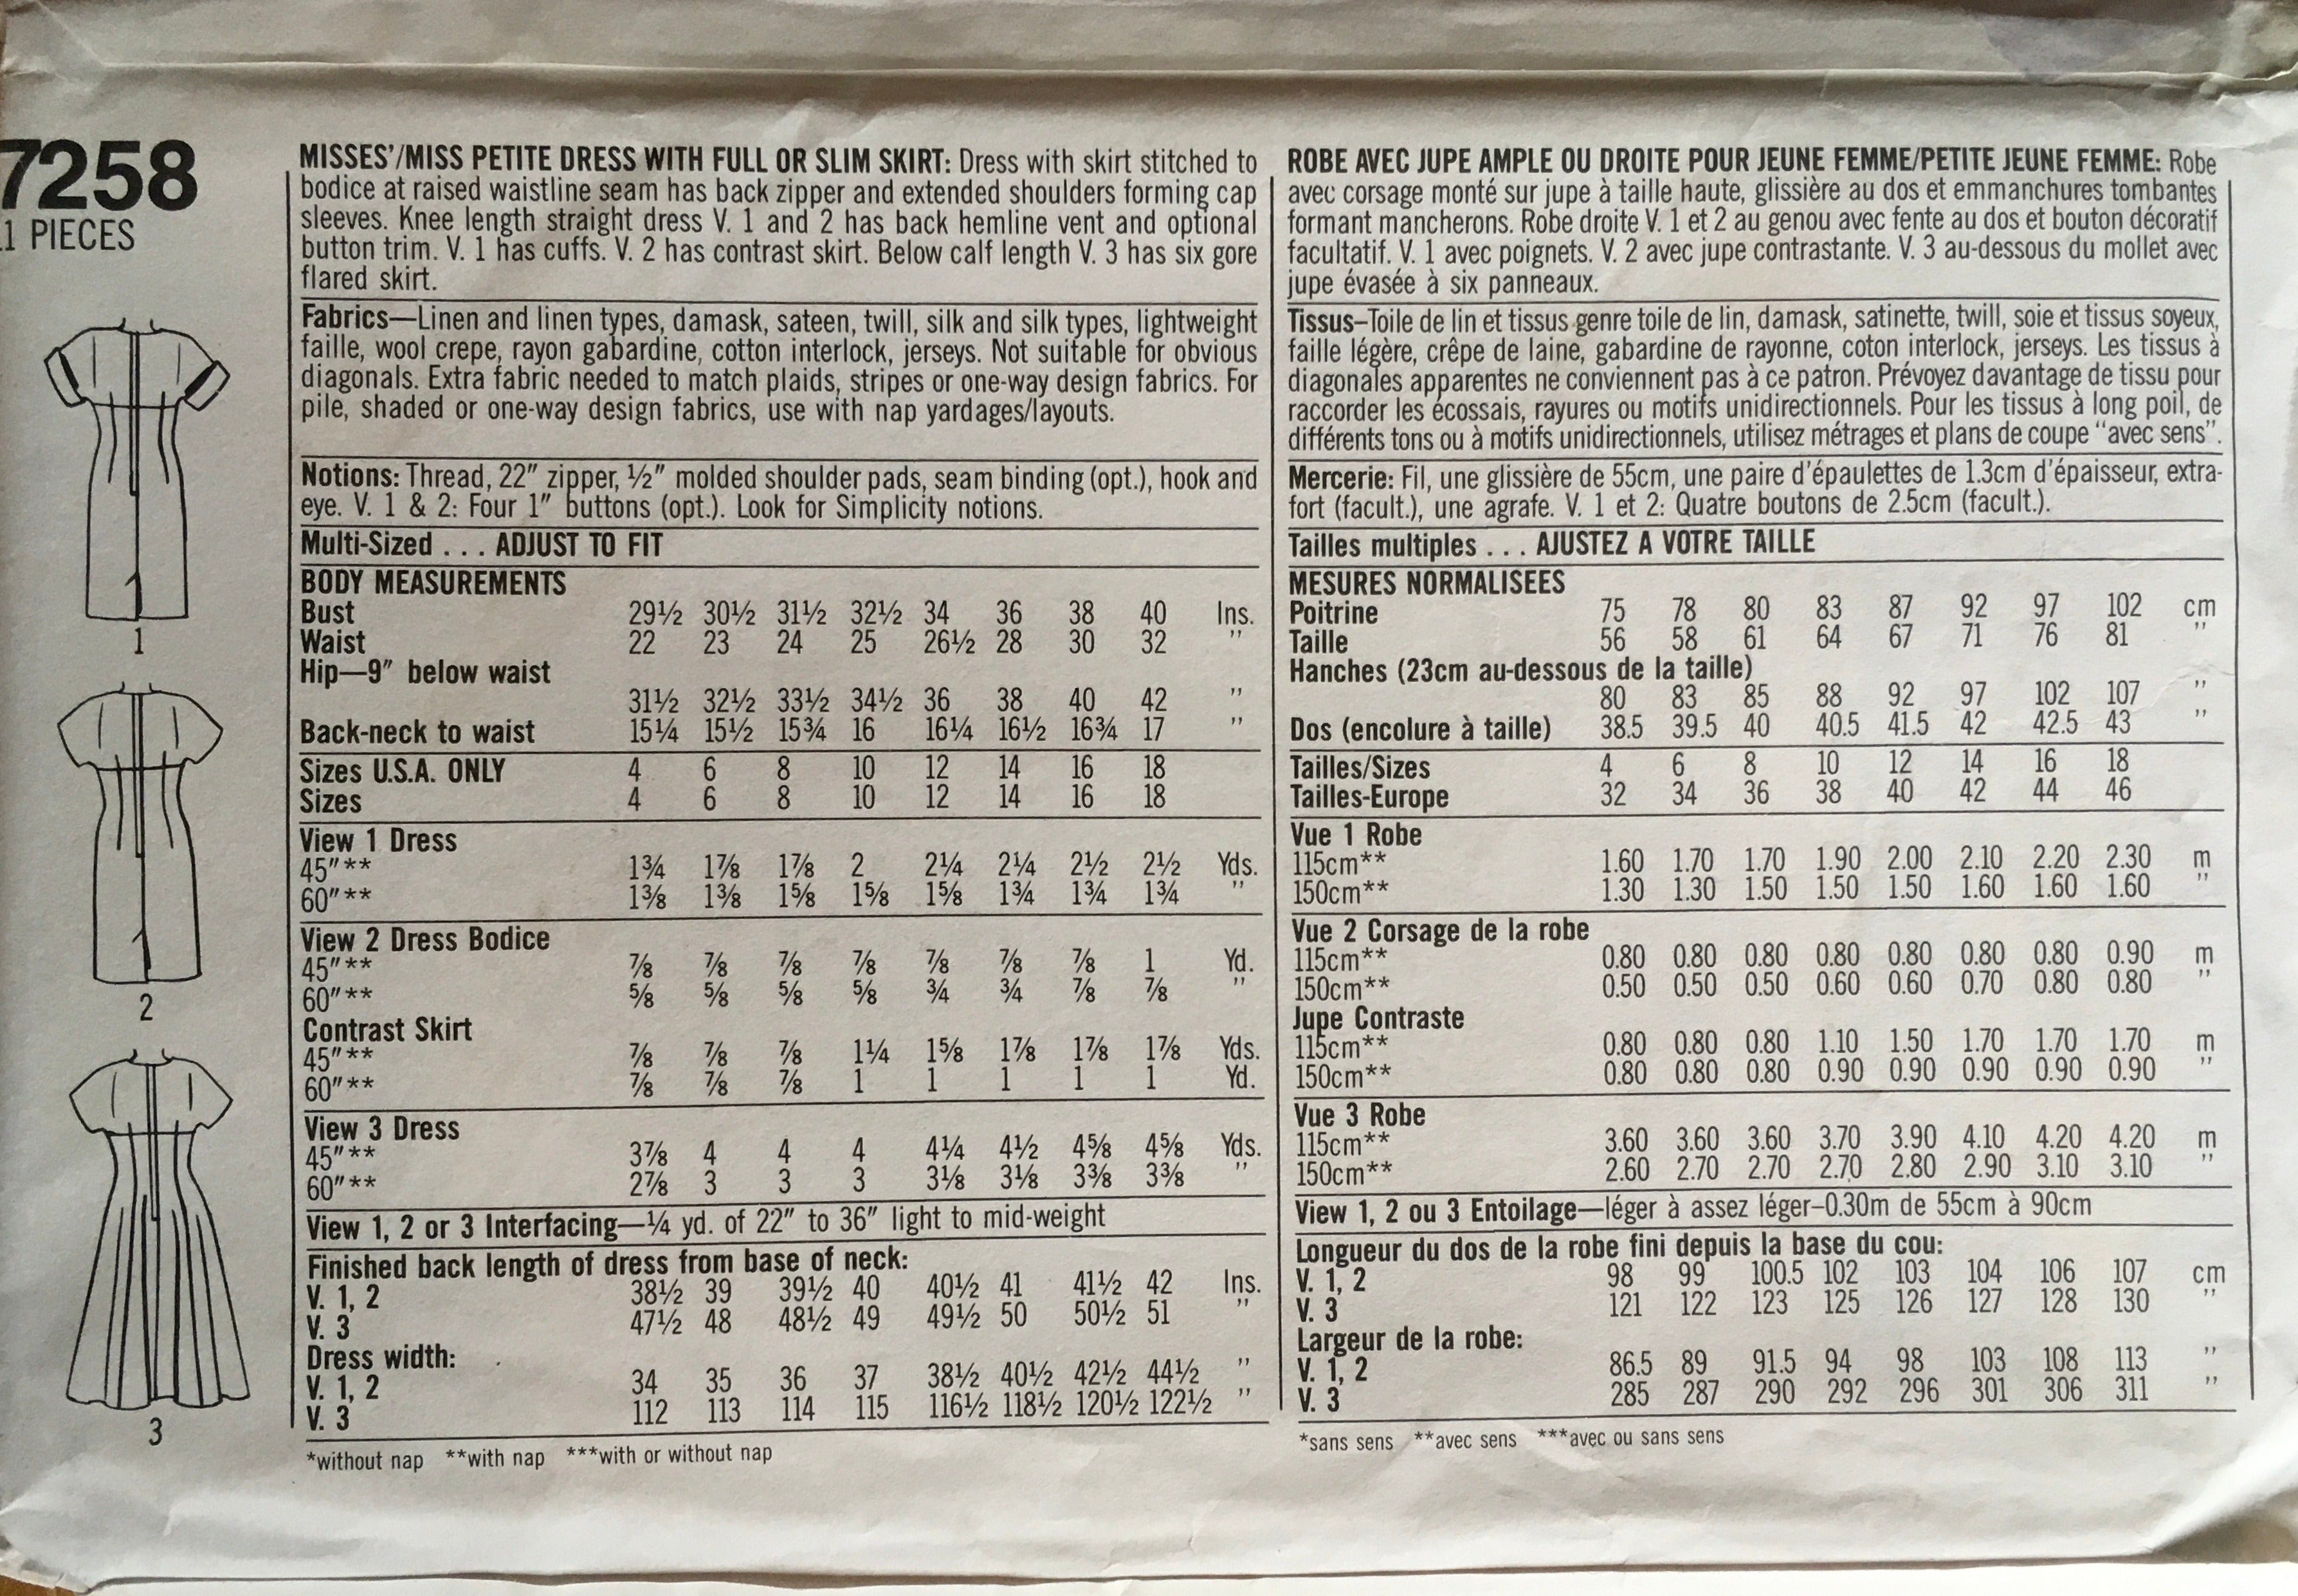 7258
11 PIECES
1
2
3
MISSES'/MISS PETITE DRESS WITH FULL OR SLIM SKIRT: Dress with skirt stitched to
bodice at raised waistline seam has back zipper and extended shoulders forming cap
sleeves. Knee length straight dress V. 1 and 2 has back hemline vent and optional
button trim. V. 1 has cuffs. V. 2 has contrast skirt. Below calf length V. 3 has six gore
flared skirt.
Fabrics—Linen and linen types, damask, sateen, twill, silk and silk types, lightweight
faille, wool crepe, rayon gabardine, cotton interlock, jerseys. Not suitable for obvious
diagonals. Extra fabric needed to match plaids, stripes or one-way design fabrics. For
pile, shaded or one-way design fabrics, use with nap yardages/layouts.
Notions: Thread, 22″ zipper, ½″ molded shoulder pads, seam binding (opt.), hook and
eye. V. 1 & 2: Four 1″ buttons (opt.). Look for Simplicity notions.
Multi-Sized . . . ADJUST TO FIT
BODY MEASUREMENTS
Bust 29½ 30½ 31½ 32½ 34 36 38 40 Ins.
Waist 22 23 24 25 26½ 28 30 32 ″
Hip—9″ below waist
31½ 32½ 33½ 34½ 36 38 40 42 ″
Back-neck to waist 15¼ 15½ 15¾ 16 16¼ 16½ 16¾ 17 ″
Sizes U.S.A. ONLY 4 6 8 10 12 14 16 18
Sizes 4 6 8 10 12 14 16 18
View 1 Dress
45″** 1¾ 1⅞ 1⅞ 2 2¼ 2¼ 2½ 2½ Yds.
60″** 1⅜ 1⅜ 1⅝ 1⅝ 1⅝ 1¾ 1¾ 1¾ ″
View 2 Dress Bodice
45″** ⅞ ⅞ ⅞ ⅞ ⅞ ⅞ ⅞ 1 Yd.
60″** ⅝ ⅝ ⅝ ⅝ ¾ ¾ ⅞ ⅞ ″
Contrast Skirt
45″** ⅞ ⅞ ⅞ 1¼ 1⅝ 1⅞ 1⅞ 1⅞ Yds.
60″** ⅞ ⅞ ⅞ 1 1 1 1 1 Yd.
View 3 Dress
45″** 3⅞ 4 4 4 4¼ 4½ 4⅝ 4⅝ Yds.
60″** 2⅞ 3 3 3 3⅛ 3⅛ 3⅜ 3⅜ ″
View 1, 2 or 3 Interfacing—¼ yd. of 22″ to 36″ light to mid-weight
Finished back length of dress from base of neck:
V. 1, 2 38½ 39 39½ 40 40½ 41 41½ 42 Ins.
V. 3 47½ 48 48½ 49 49½ 50 50½ 51 ″
Dress width:
V. 1, 2 34 35 36 37 38½ 40½ 42½ 44½ ″
V. 3 112 113 114 115 116½ 118½ 120½ 122½ ″
*without nap **with nap ***with or without nap
ROBE AVEC JUPE AMPLE OU DROITE POUR JEUNE FEMME/PETITE JEUNE FEMME: Robe
avec corsage monté sur jupe à taille haute, glissière au dos et emmanchures tombantes
formant mancherons. Robe droite V. 1 et 2 au genou avec fente au dos et bouton décoratif
facultatif. V. 1 avec poignets. V. 2 avec jupe contrastante. V. 3 au-dessous du mollet avec
jupe évasée à six panneaux.
Tissus–Toile de lin et tissus genre toile de lin, damask, satinette, twill, soie et tissus soyeux,
faille légère, crêpe de laine, gabardine de rayonne, coton interlock, jerseys. Les tissus à
diagonales apparentes ne conviennent pas à ce patron. Prévoyez davantage de tissu pour
raccorder les écossais, rayures ou motifs unidirectionnels. Pour les tissus à long poil, de
différents tons ou à motifs unidirectionnels, utilisez métrages et plans de coupe "avec sens".
Mercerie: Fil, une glissière de 55cm, une paire d'épaulettes de 1.3cm d'épaisseur, extra-
fort (facult.), une agrafe. V. 1 et 2: Quatre boutons de 2.5cm (facult.).
Tailles multiples . . . AJUSTEZ A VOTRE TAILLE
MESURES NORMALISEES
Poitrine 75 78 80 83 87 92 97 102 cm
Taille 56 58 61 64 67 71 76 81 ″
Hanches (23cm au-dessous de la taille)
80 83 85 88 92 97 102 107 ″
Dos (encolure à taille) 38.5 39.5 40 40.5 41.5 42 42.5 43 ″
Tailles/Sizes 4 6 8 10 12 14 16 18
Tailles-Europe 32 34 36 38 40 42 44 46
Vue 1 Robe
115cm** 1.60 1.70 1.70 1.90 2.00 2.10 2.20 2.30 m
150cm** 1.30 1.30 1.50 1.50 1.50 1.60 1.60 1.60 ″
Vue 2 Corsage de la robe
115cm** 0.80 0.80 0.80 0.80 0.80 0.80 0.80 0.90 m
150cm** 0.50 0.50 0.50 0.60 0.60 0.70 0.80 0.80 ″
Jupe Contraste
115cm** 0.80 0.80 0.80 1.10 1.50 1.70 1.70 1.70 m
150cm** 0.80 0.80 0.80 0.90 0.90 0.90 0.90 0.90 ″
Vue 3 Robe
115cm** 3.60 3.60 3.60 3.70 3.90 4.10 4.20 4.20 m
150cm** 2.60 2.70 2.70 2.70 2.80 2.90 3.10 3.10 ″
View 1, 2 ou 3 Entoilage—léger à assez léger–0.30m de 55cm à 90cm
Longueur du dos de la robe fini depuis la base du cou:
V. 1, 2 98 99 100.5 102 103 104 106 107 cm
V. 3 121 122 123 125 126 127 128 130 ″
Largeur de la robe:
V. 1, 2 86.5 89 91.5 94 98 103 108 113 ″
V. 3 285 287 290 292 296 301 306 311 ″
*sans sens **avec sens ***avec ou sans sens